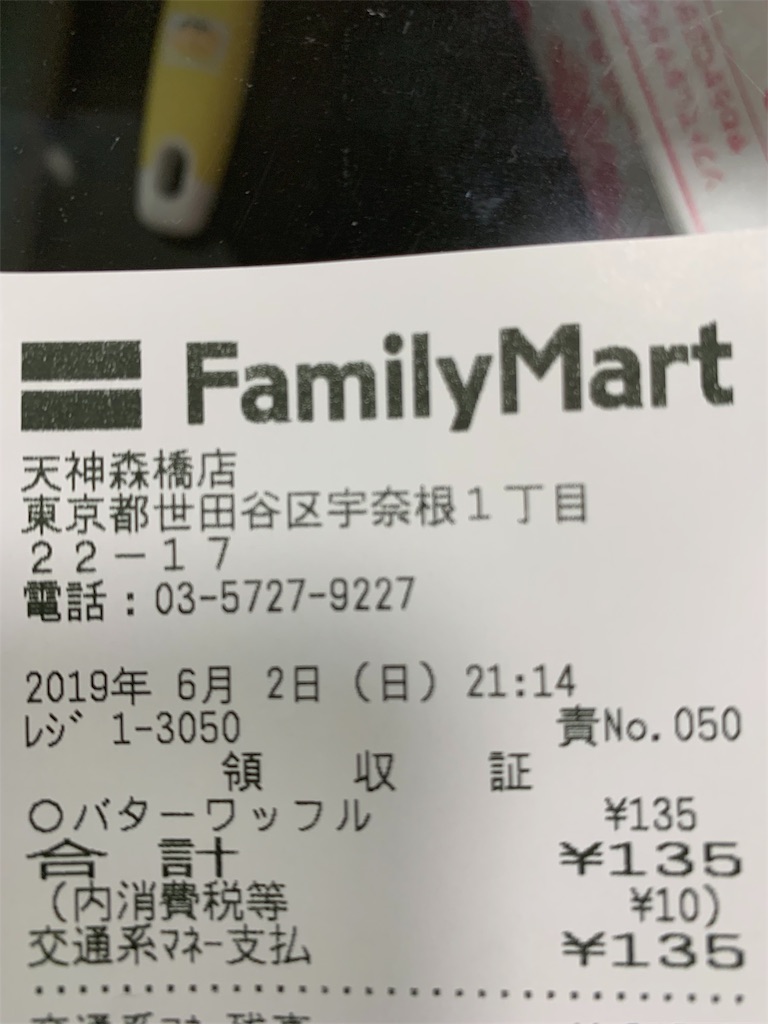 FamilyMart
天神森橋店
東京都世田谷区宇奈根1丁目
22-17
電話：03-5727-9227
2019年 6月 2日（日）21:14
ﾚｼﾞ 1-3050 責No.050
領 収 証
○バターワッフル ¥135
合 計 ¥135
（内消費税等 ¥10）
交通系ﾏﾈｰ支払 ¥135